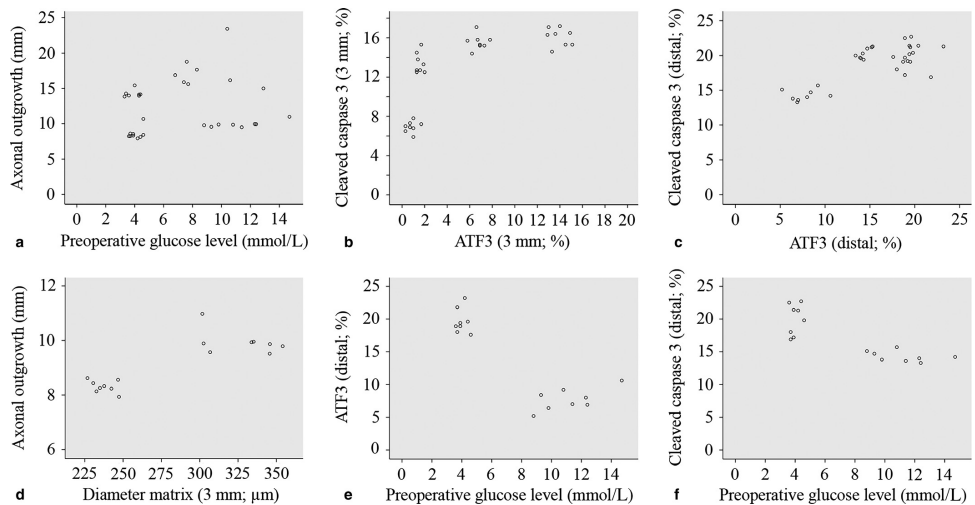 Axonal outgrowth (mm)
25
20
15
10
5
0
0 2 4 6 8 10 12 14
a Preoperative glucose level (mmol/L)
Cleaved caspase 3 (3 mm; %)
16
12
8
4
0
0 2 4 6 8 10 12 14 16 18 20
b ATF3 (3 mm; %)
Cleaved caspase 3 (distal; %)
25
20
15
10
5
0
0 5 10 15 20 25
c ATF3 (distal; %)
Axonal outgrowth (mm)
12
10
8
6
225 250 300 325 250 375
d Diameter matrix (3 mm; μm)
ATF3 (distal; %)
25
20
15
10
5
0
0 2 4 6 8 10 12 14
e Preoperative glucose level (mmol/L)
Cleaved caspase 3 (distal; %)
25
20
15
10
5
0
0 2 4 6 8 10 12 14
f Preoperative glucose level (mmol/L)